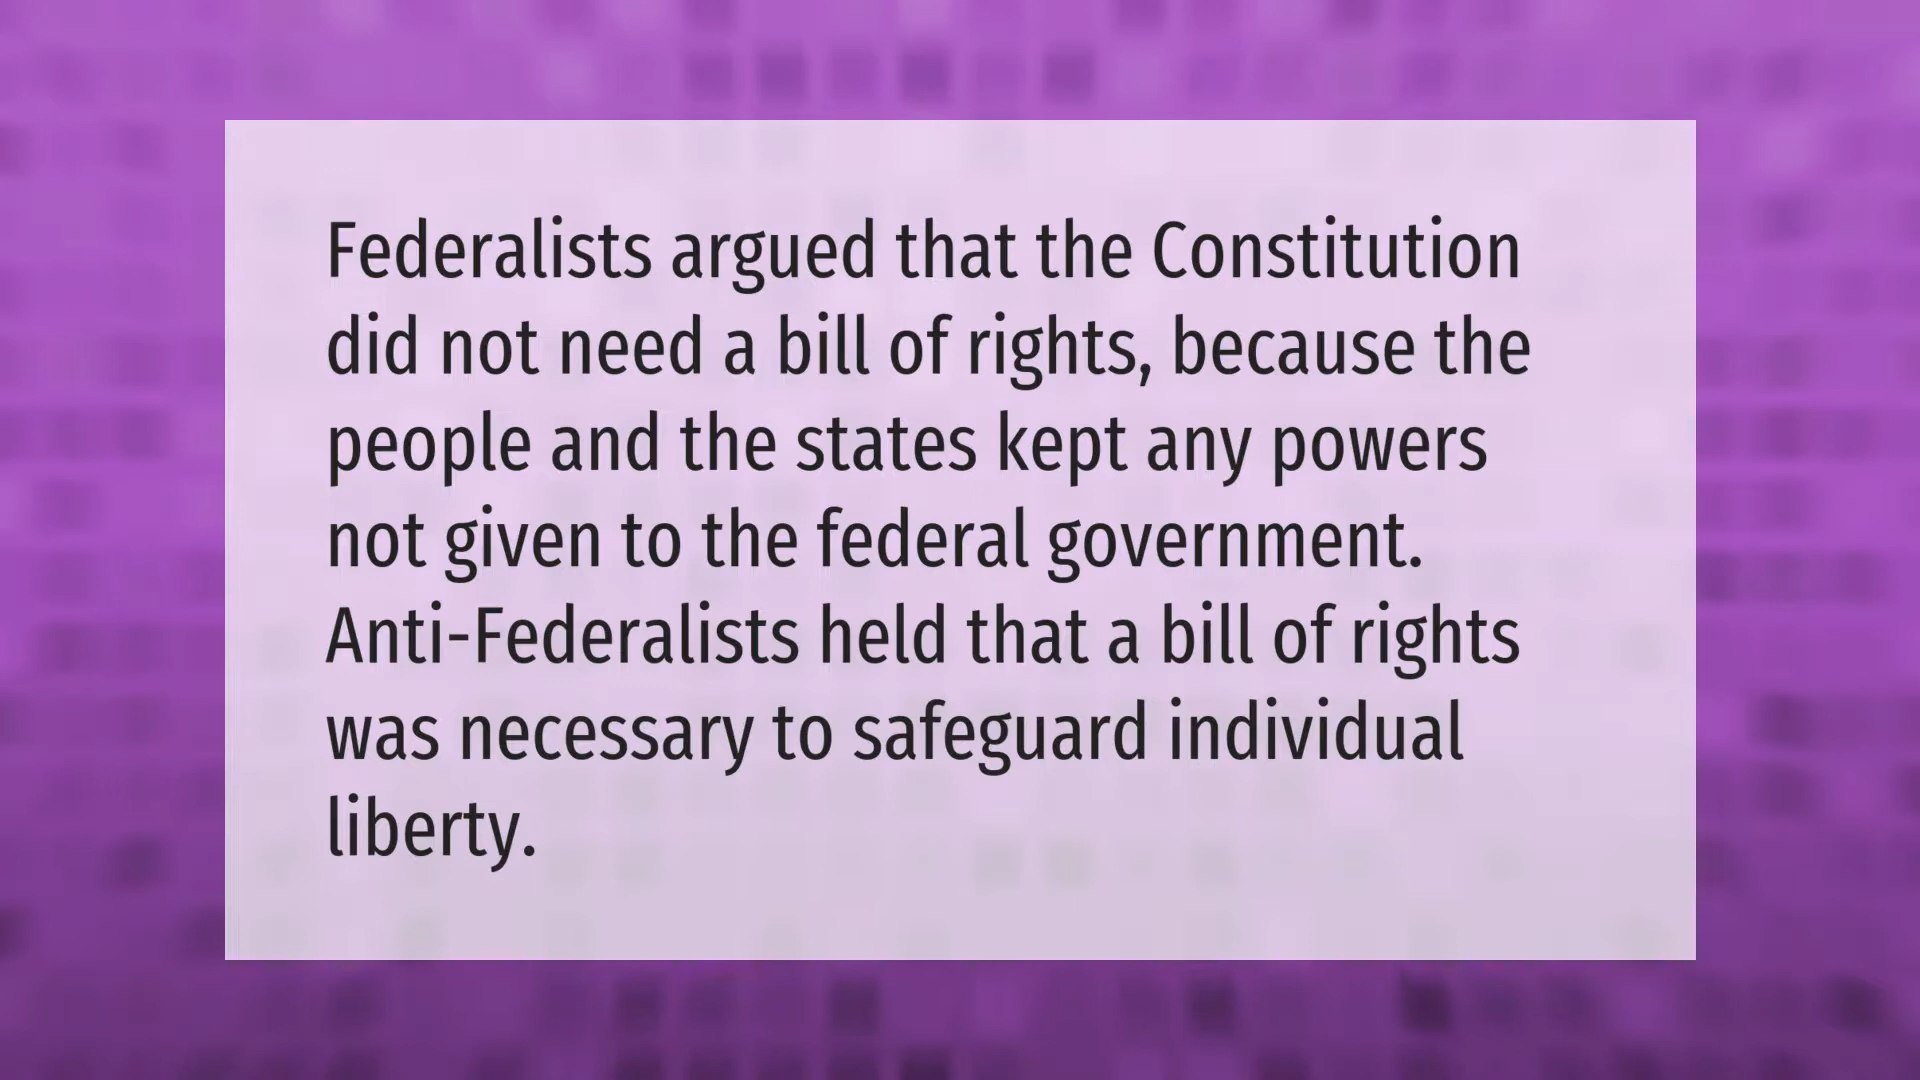 Federalists argued that the Constitution
did not need a bill of rights, because the
people and the states kept any powers
not given to the federal government.
Anti-Federalists held that a bill of rights
was necessary to safeguard individual
liberty.